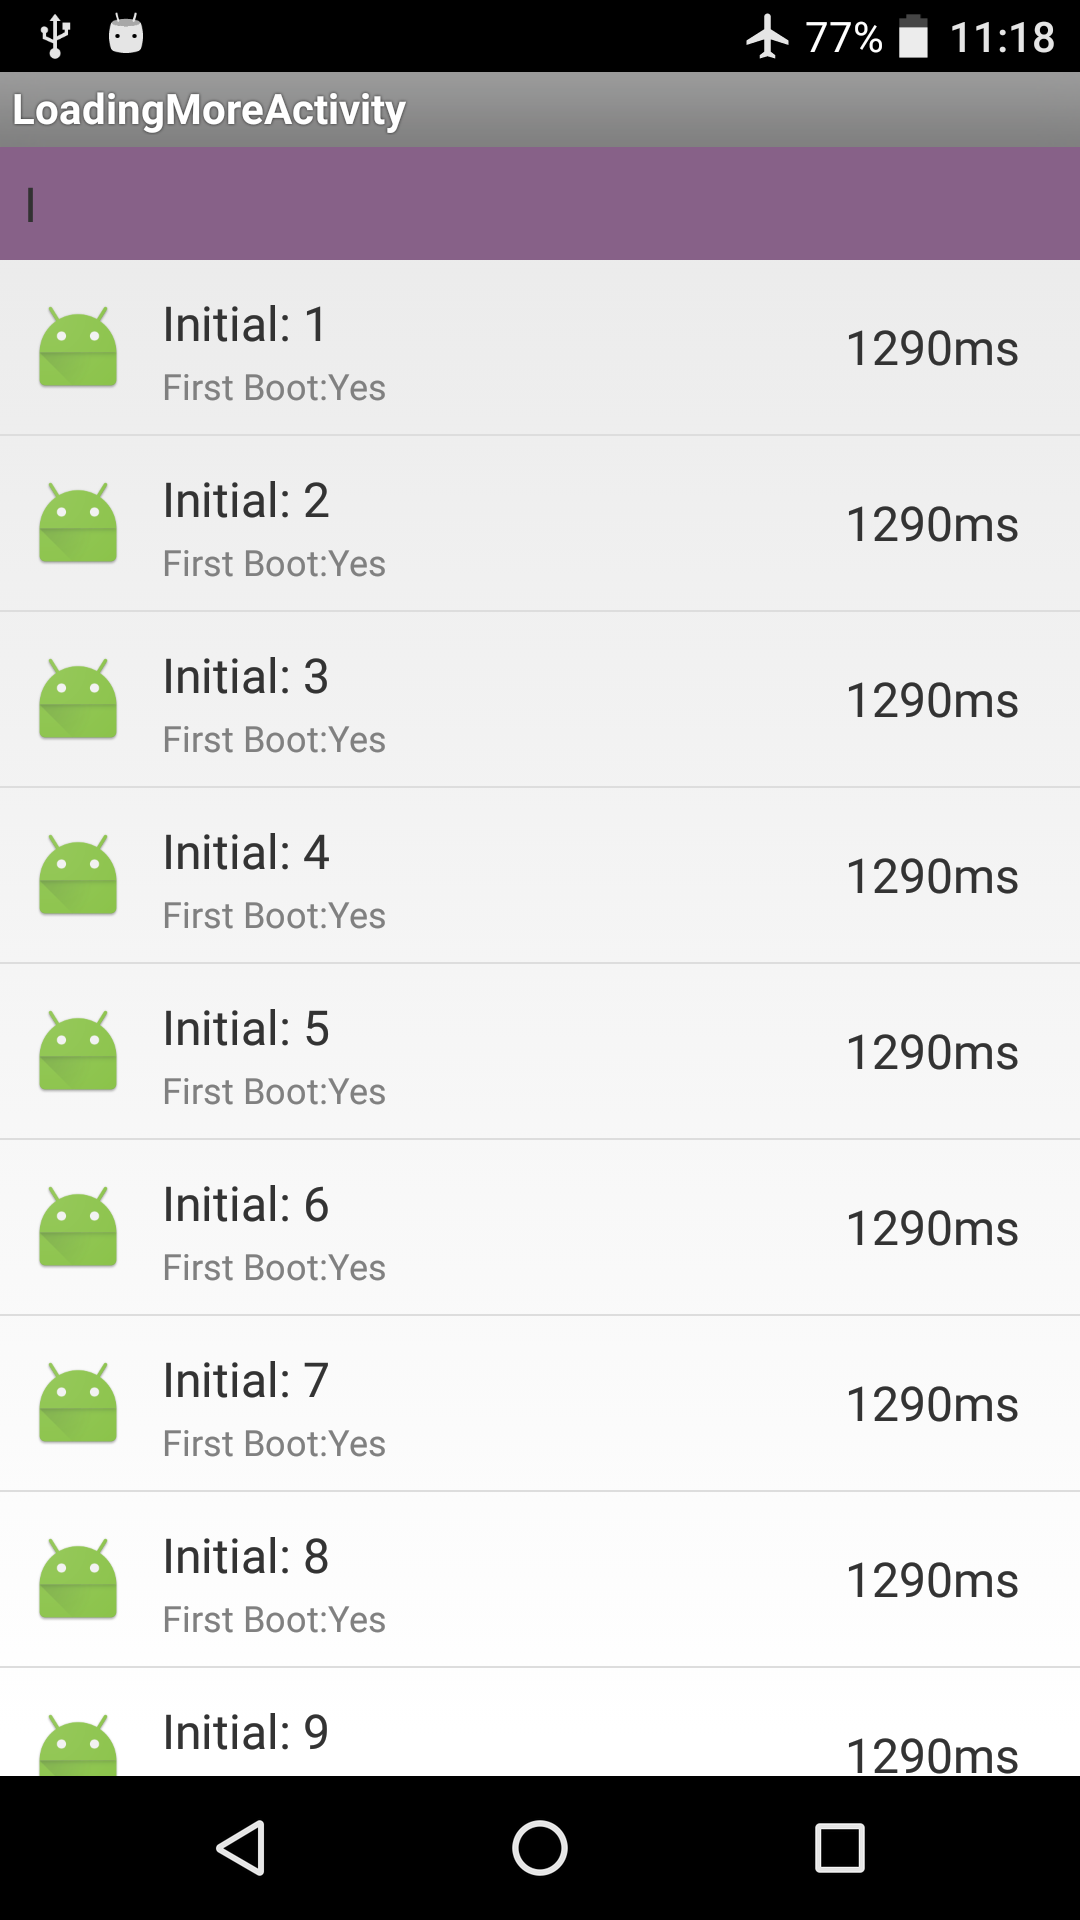 77% 11:18
LoadingMoreActivity
Initial: 1
First Boot:Yes
1290ms
Initial: 2
First Boot:Yes
1290ms
Initial: 3
First Boot:Yes
1290ms
Initial: 4
First Boot:Yes
1290ms
Initial: 5
First Boot:Yes
1290ms
Initial: 6
First Boot:Yes
1290ms
Initial: 7
First Boot:Yes
1290ms
Initial: 8
First Boot:Yes
1290ms
Initial: 9
1290ms